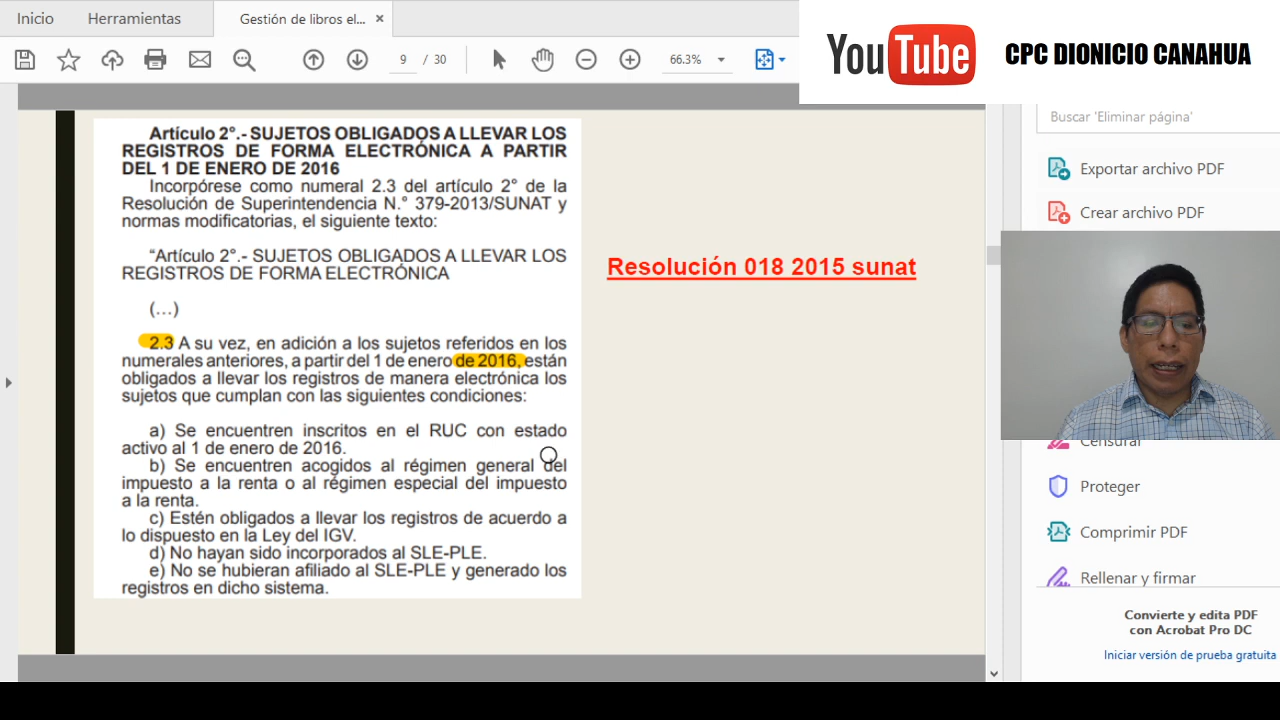 Inicio
Herramientas
Gestión de libros el...
×
9 / 30
66.3%
YouTube
CPC DIONICIO CANAHUA
Artículo 2°.- SUJETOS OBLIGADOS A LLEVAR LOS
REGISTROS DE FORMA ELECTRÓNICA A PARTIR
DEL 1 DE ENERO DE 2016
Incorpórese como numeral 2.3 del artículo 2° de la
Resolución de Superintendencia N.° 379-2013/SUNAT y
normas modificatorias, el siguiente texto:
“Artículo 2°.- SUJETOS OBLIGADOS A LLEVAR LOS
REGISTROS DE FORMA ELECTRÓNICA
(...)
2.3 A su vez, en adición a los sujetos referidos en los
numerales anteriores, a partir del 1 de enero de 2016, están
obligados a llevar los registros de manera electrónica los
sujetos que cumplan con las siguientes condiciones:
a) Se encuentren inscritos en el RUC con estado
activo al 1 de enero de 2016.
b) Se encuentren acogidos al régimen general del
impuesto a la renta o al régimen especial del impuesto
a la renta.
c) Estén obligados a llevar los registros de acuerdo a
lo dispuesto en la Ley del IGV.
d) No hayan sido incorporados al SLE-PLE.
e) No se hubieran afiliado al SLE-PLE y generado los
registros en dicho sistema.
Resolución 018 2015 sunat
Buscar 'Eliminar página'
Exportar archivo PDF
Crear archivo PDF
Censurar
Proteger
Comprimir PDF
Rellenar y firmar
Convierte y edita PDF
con Acrobat Pro DC
Iniciar versión de prueba gratuita